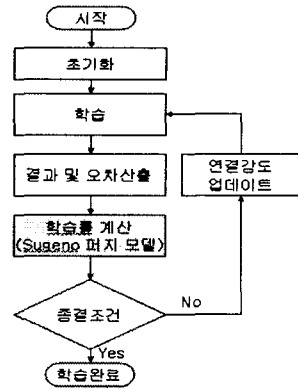 시작
초기화
학습
결과 및 오차산출
연결강도
업데이트
학습률 계산
(Sugeno 퍼지 모델)
종결조건
No
Yes
학습완료